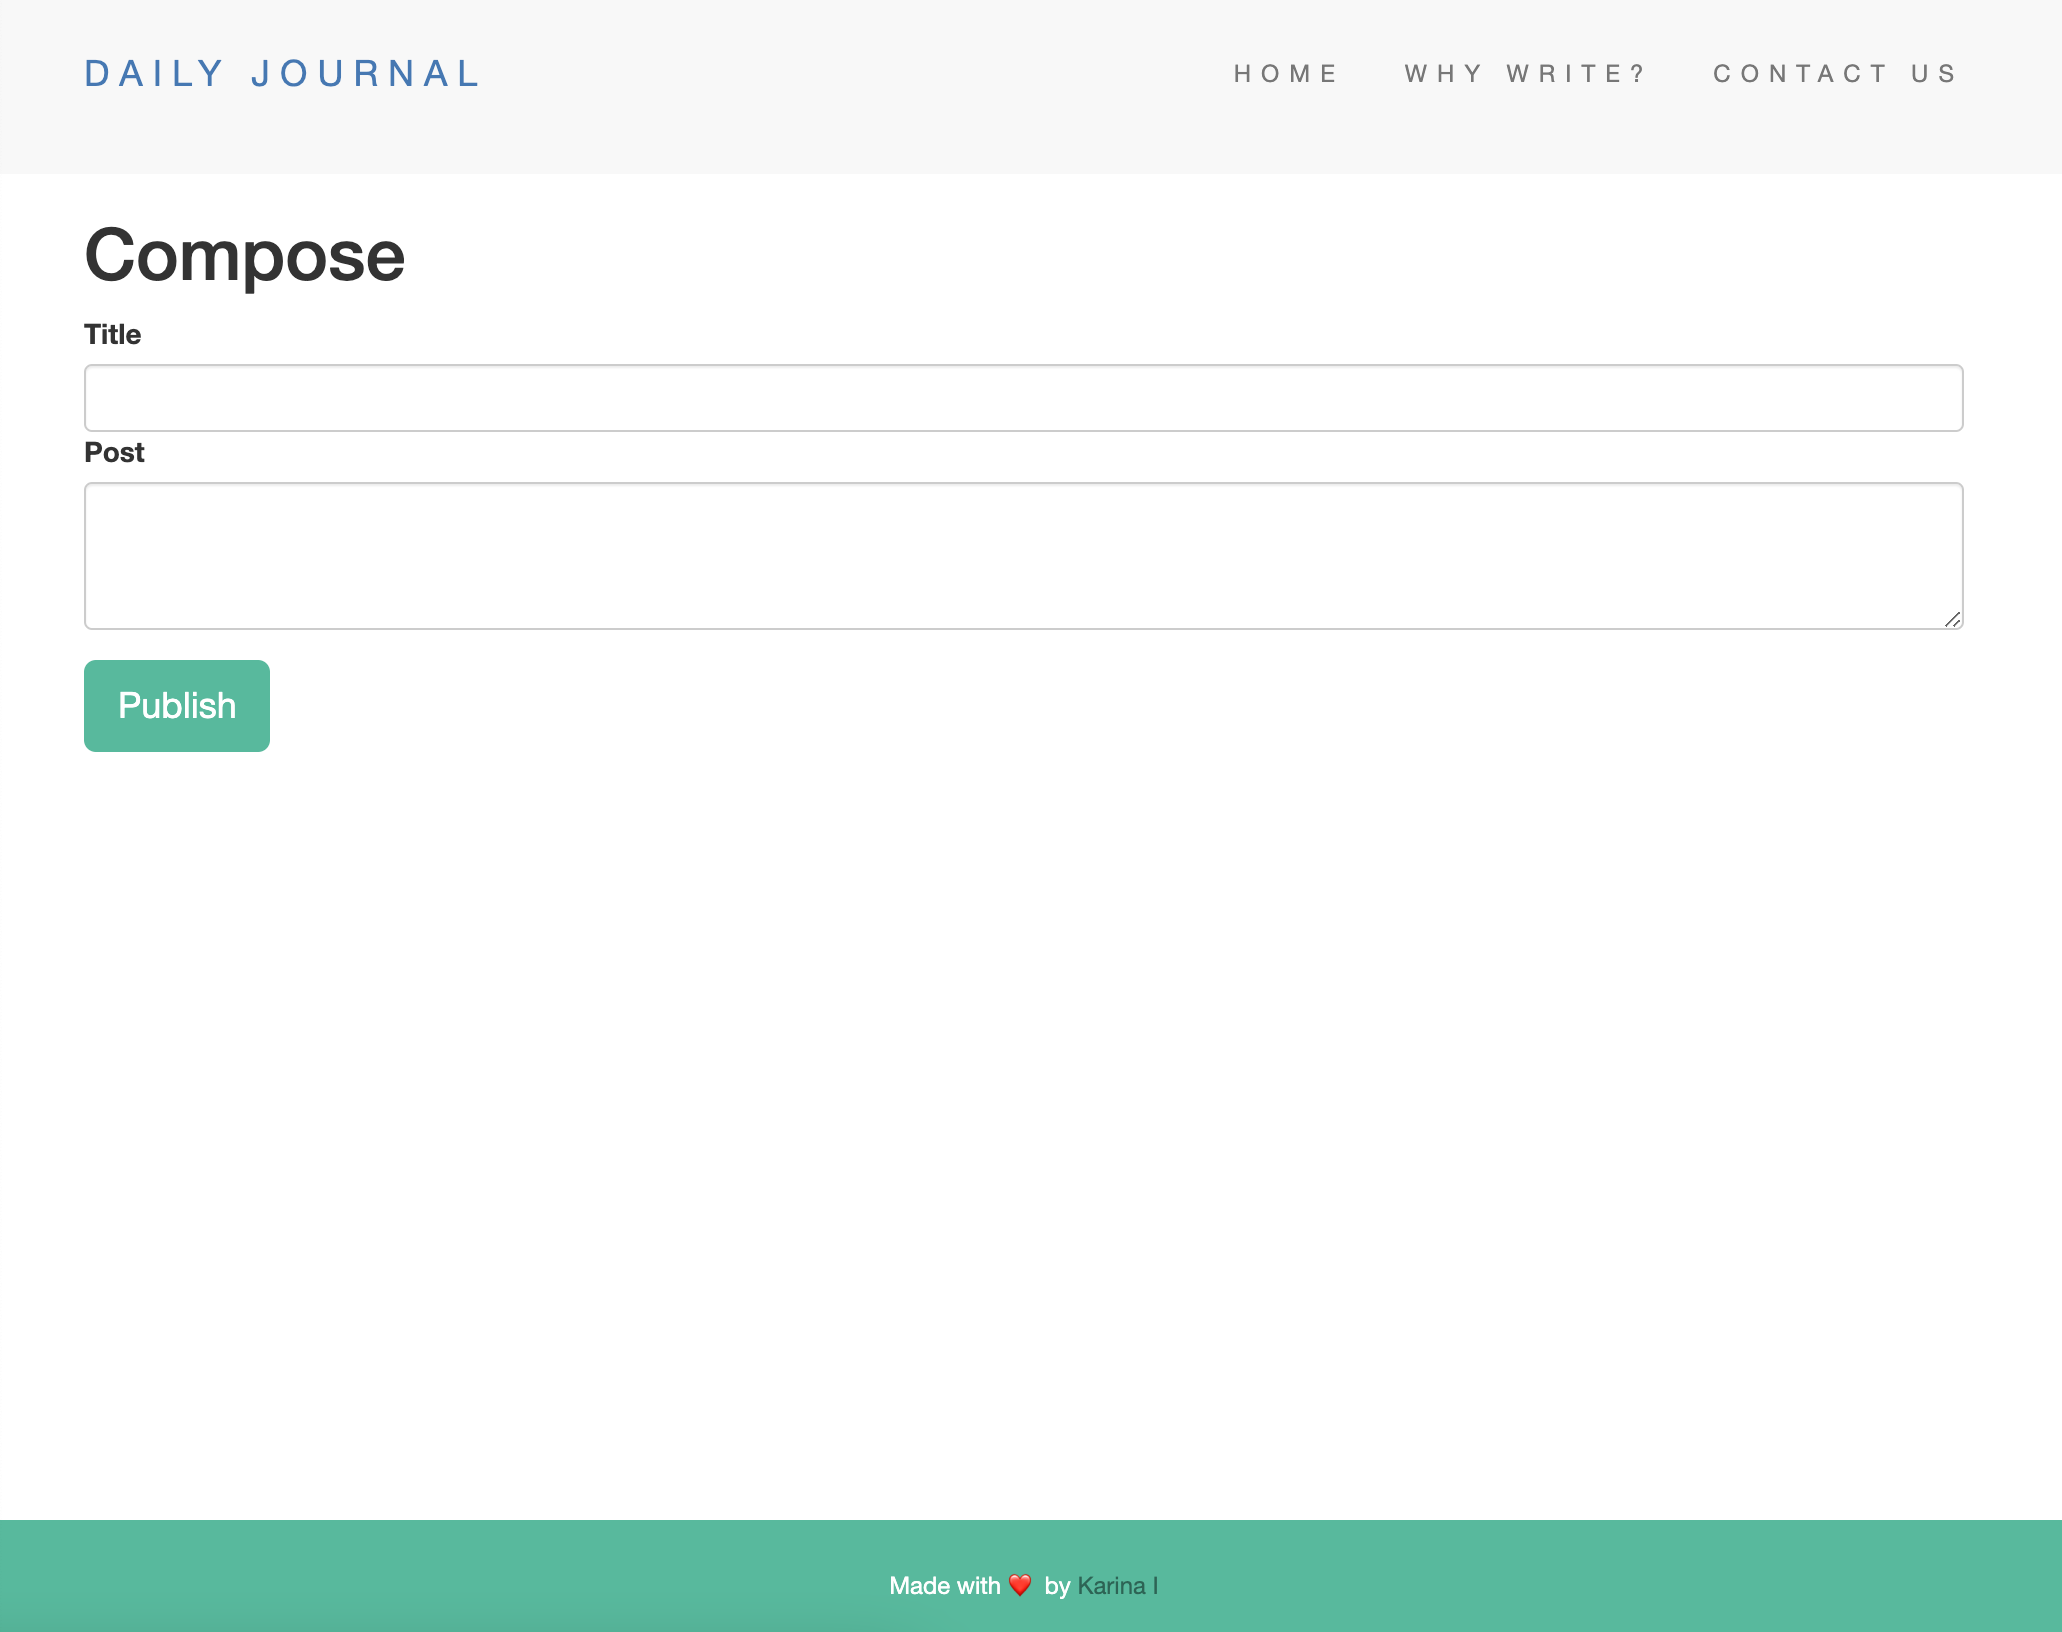 DAILY JOURNAL
HOME WHY WRITE? CONTACT US
Compose
Title
Post
Publish
Made with ❤️ by Karina I